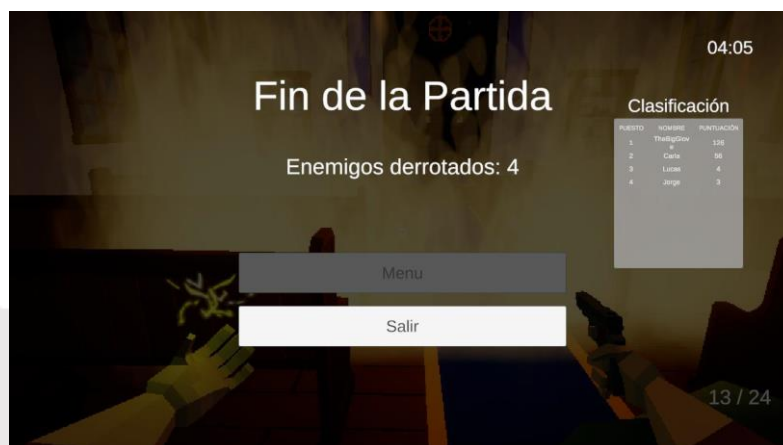 04:05
Fin de la Partida
Enemigos derrotados: 4
Clasificación
PUESTO NOMBRE PUNTUACIÓN
1 TheBigGlov
e 126
2 Carlv 56
3 Lucas 4
4 Jorge 3
Menu
Salir
13 / 24